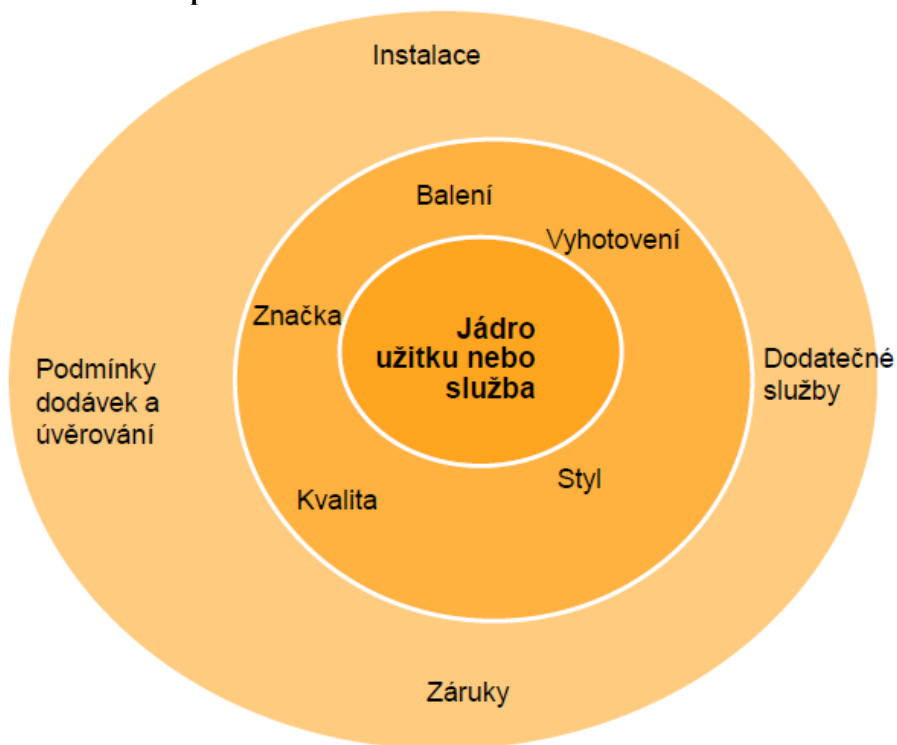 Instalace
Balení
Vyhotovení
Značka
Jádro
užitku nebo
služba
Podmínky
dodávek a
úvěrování
Dodatečné
služby
Kvalita
Styl
Záruky